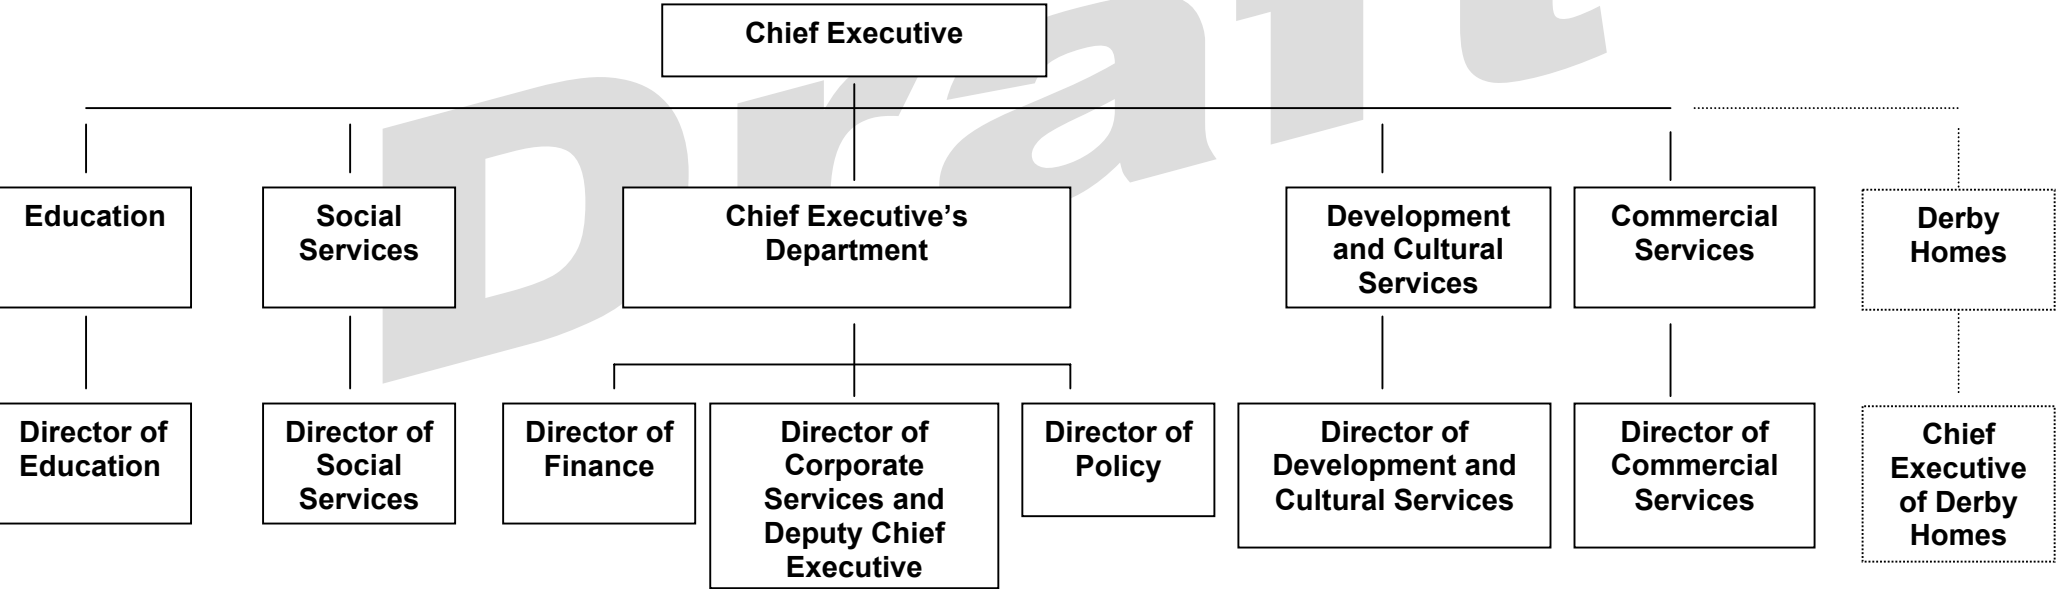 Draft
Chief Executive
Education
Social
Services
Chief Executive’s
Department
Development
and Cultural
Services
Commercial
Services
Derby
Homes
Director of
Education
Director of
Social
Services
Director of
Finance
Director of
Corporate
Services and
Deputy Chief
Executive
Director of
Policy
Director of
Development and
Cultural Services
Director of
Commercial
Services
Chief
Executive
of Derby
Homes